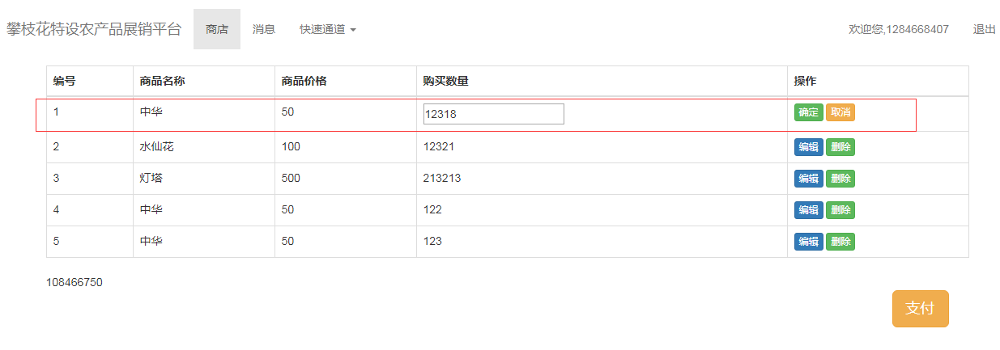 攀枝花特设农产品展销平台 商店 消息 快速通道 欢迎您,1284668407 退出
编号 商品名称 商品价格 购买数量 操作
1 中华 50 12318 确定 取消
2 水仙花 100 12321 编辑 删除
3 灯塔 500 213213 编辑 删除
4 中华 50 122 编辑 删除
5 中华 50 123 编辑 删除
108466750
支付